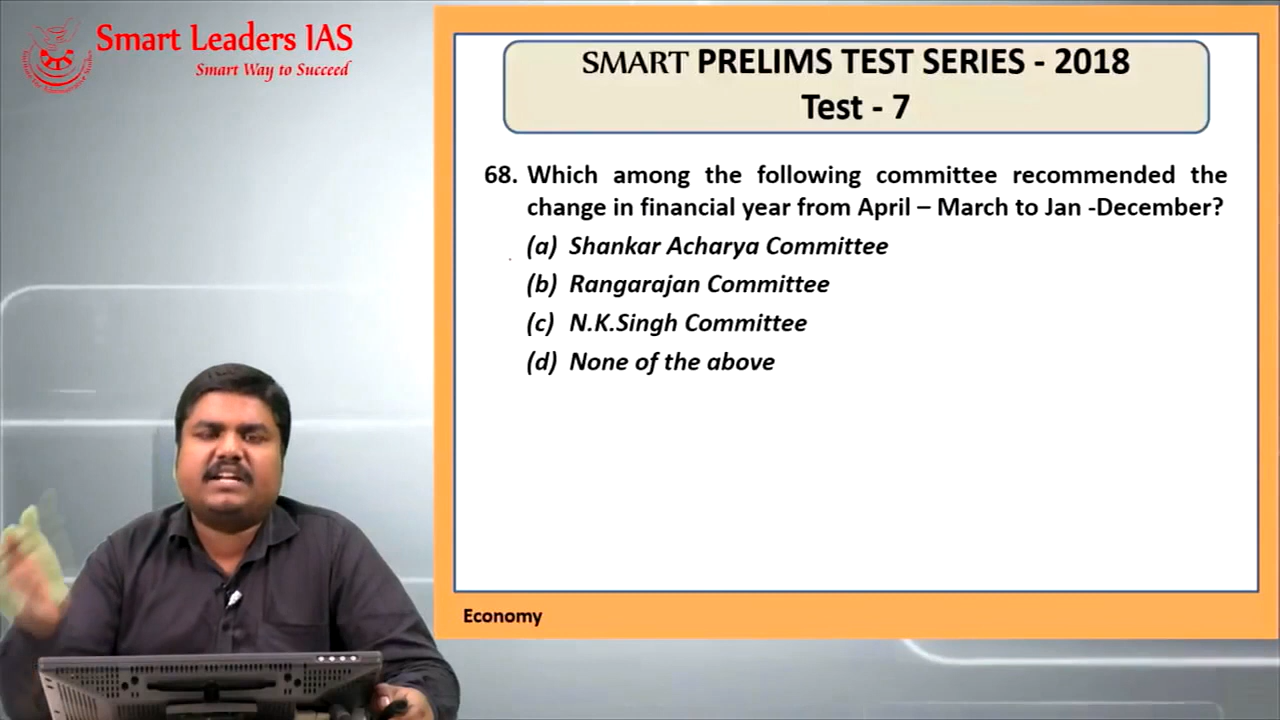 Smart Leaders IAS
Smart Way to Succeed
SMART PRELIMS TEST SERIES - 2018
Test - 7
68. Which among the following committee recommended the
change in financial year from April – March to Jan -December?
(a) Shankar Acharya Committee
(b) Rangarajan Committee
(c) N.K.Singh Committee
(d) None of the above
Economy